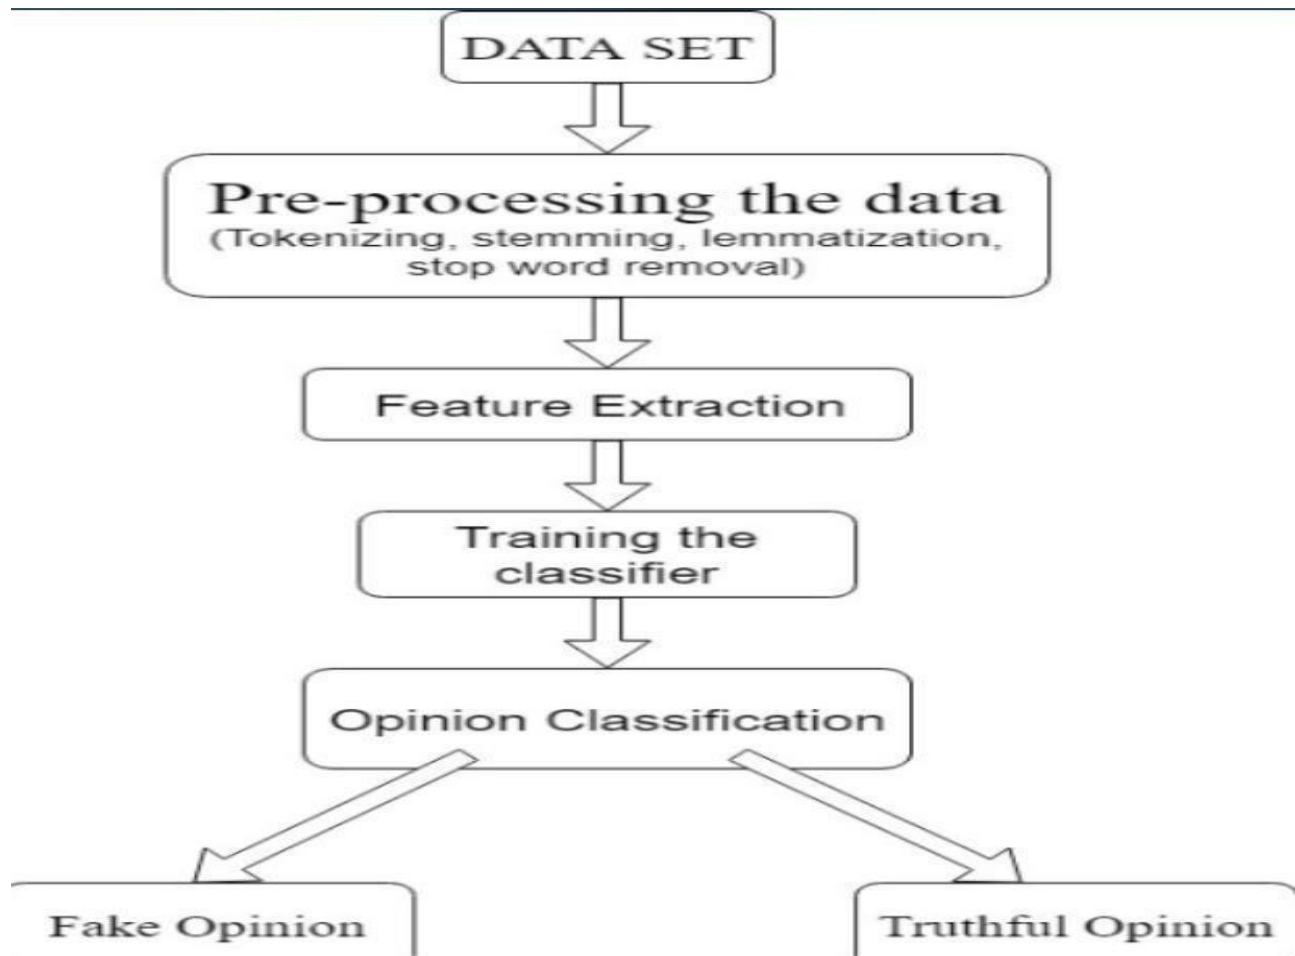 DATA SET
Pre-processing the data
(Tokenizing, stemming, lemmatization,
stop word removal)
Feature Extraction
Training the
classifier
Opinion Classification
Fake Opinion
Truthful Opinion